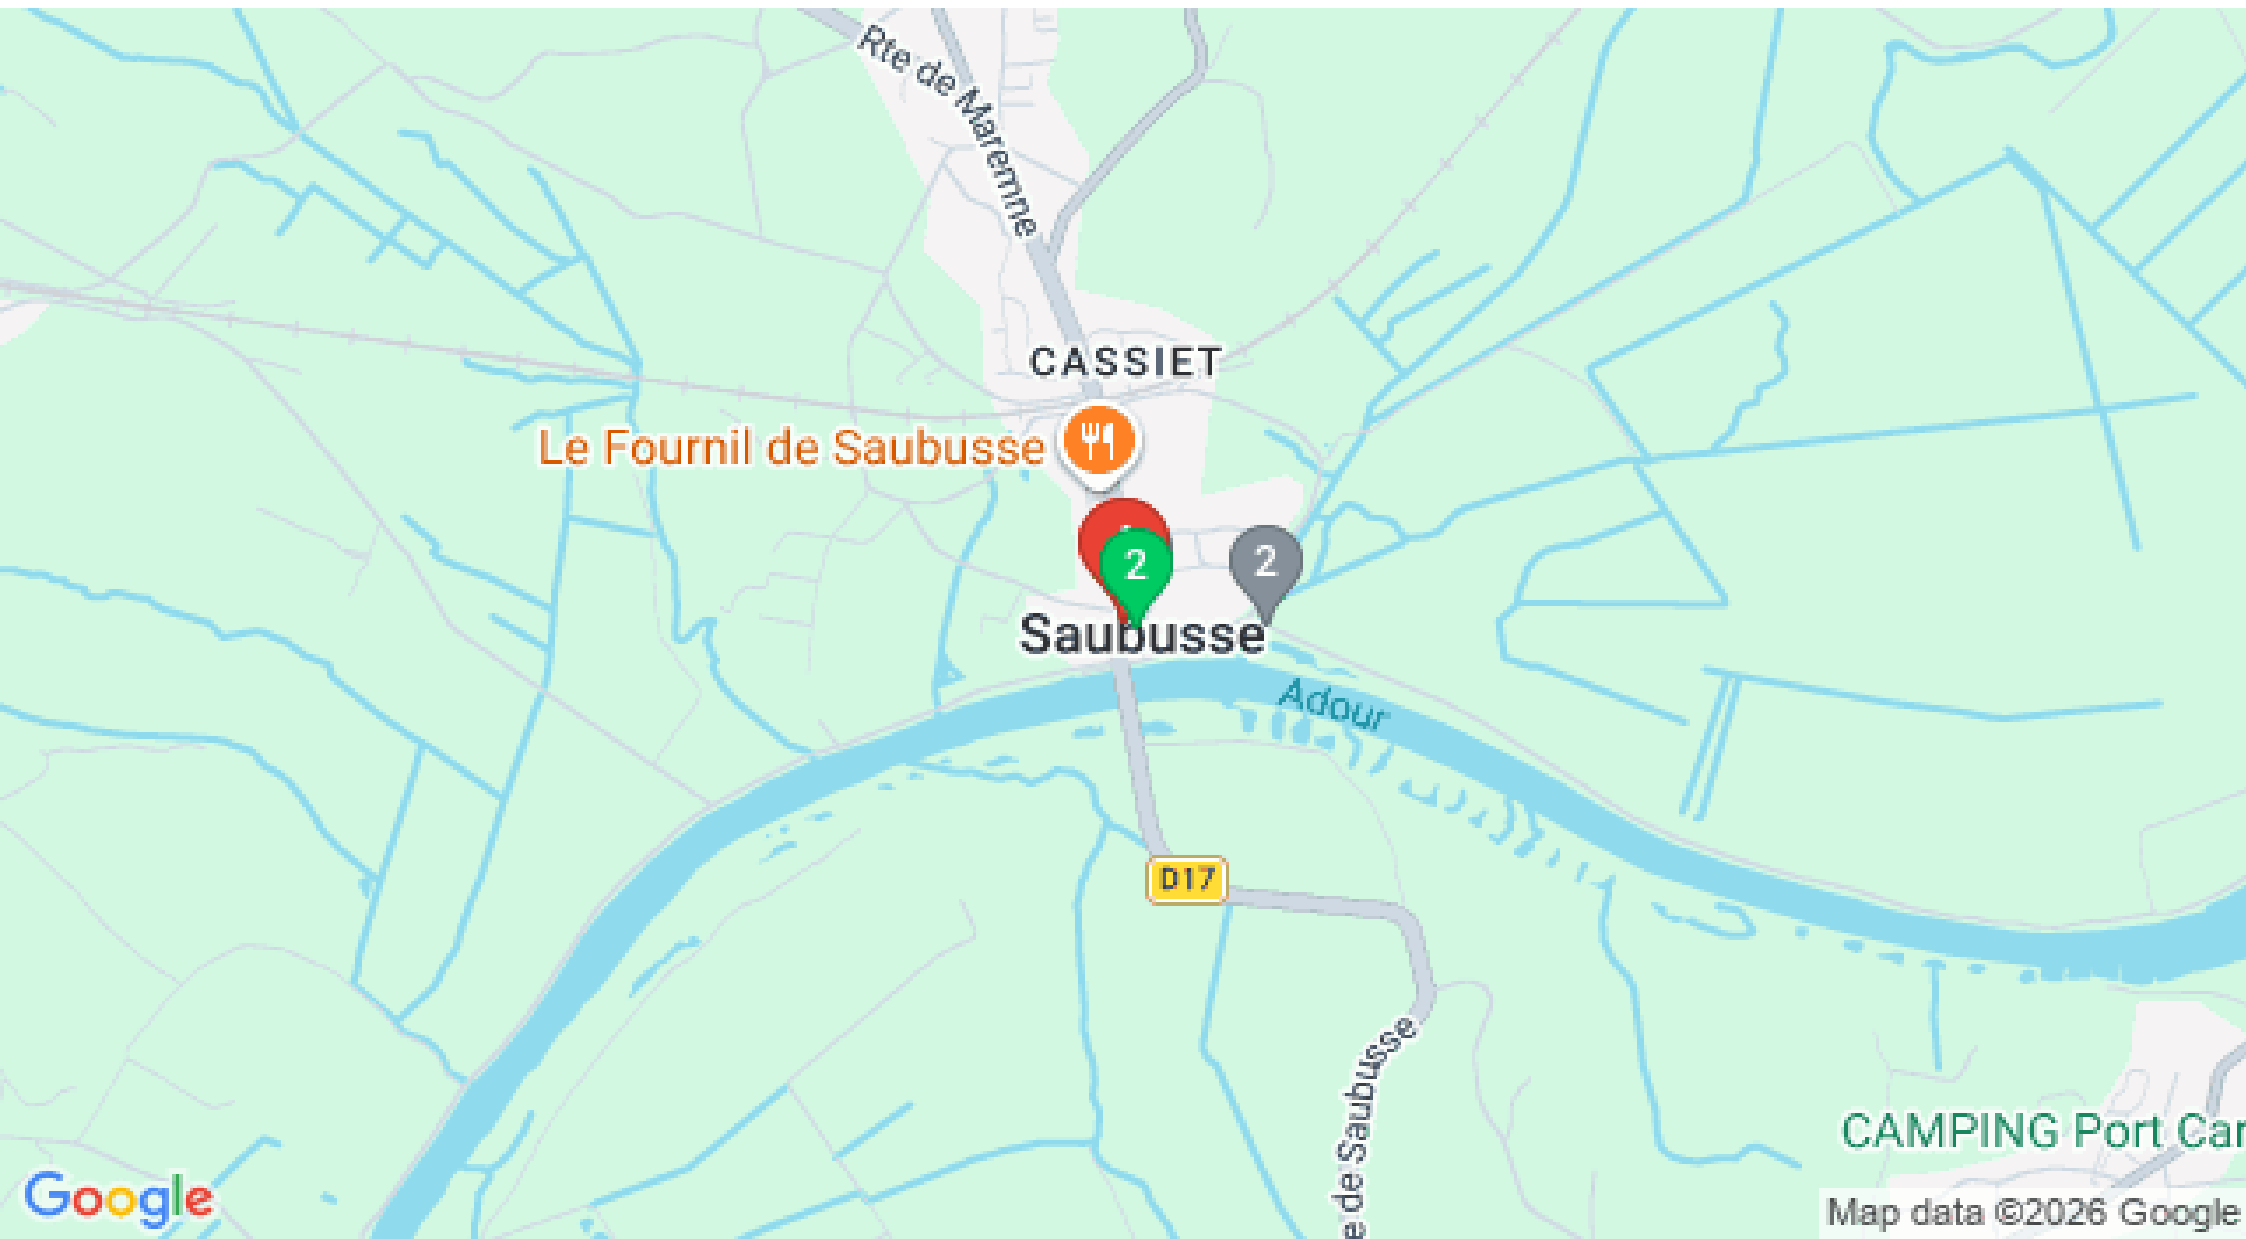 Rte de Maremne
CASSIET
Le Fournil de Saubusse
2
2
Saubusse
Adour
D17
e de Saubusse
CAMPING Port Car
Google
Map data ©2026 Google